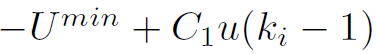 $-U^{min} + C_1 u(k_i - 1)$